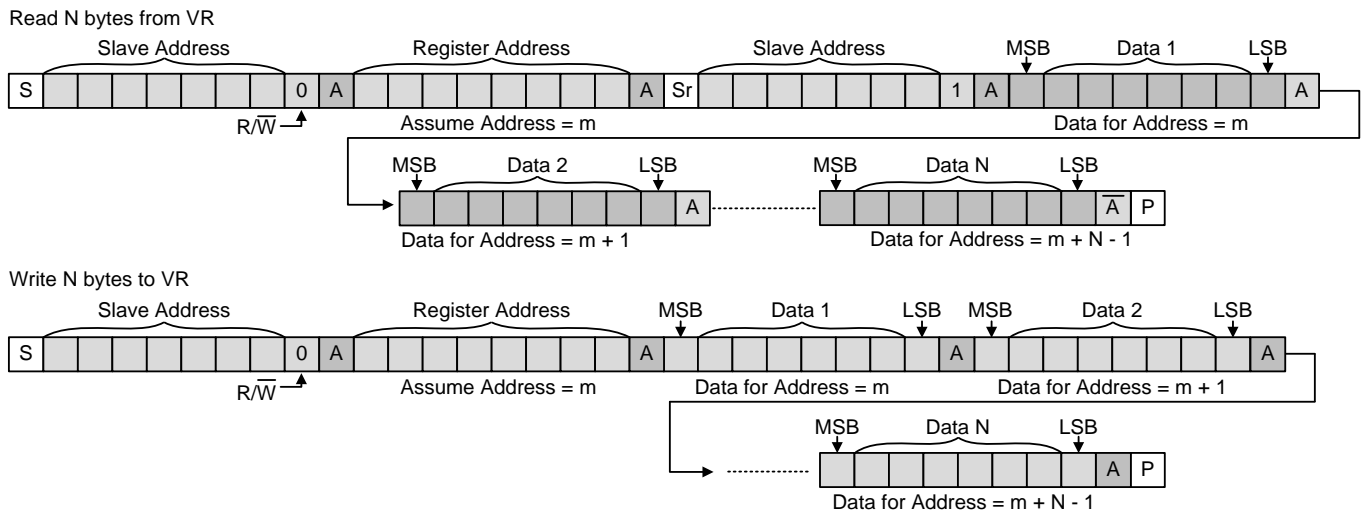 Read N bytes from VR
Slave Address Register Address Slave Address MSB Data 1 LSB
S 0 A A Sr 1 A A
R/W̅ Assume Address = m Data for Address = m
MSB Data 2 LSB MSB Data N LSB
A A̅ P
Data for Address = m + 1 Data for Address = m + N - 1
Write N bytes to VR
Slave Address Register Address MSB Data 1 LSB MSB Data 2 LSB
S 0 A A A A
R/W̅ Assume Address = m Data for Address = m Data for Address = m + 1
MSB Data N LSB
A P
Data for Address = m + N - 1